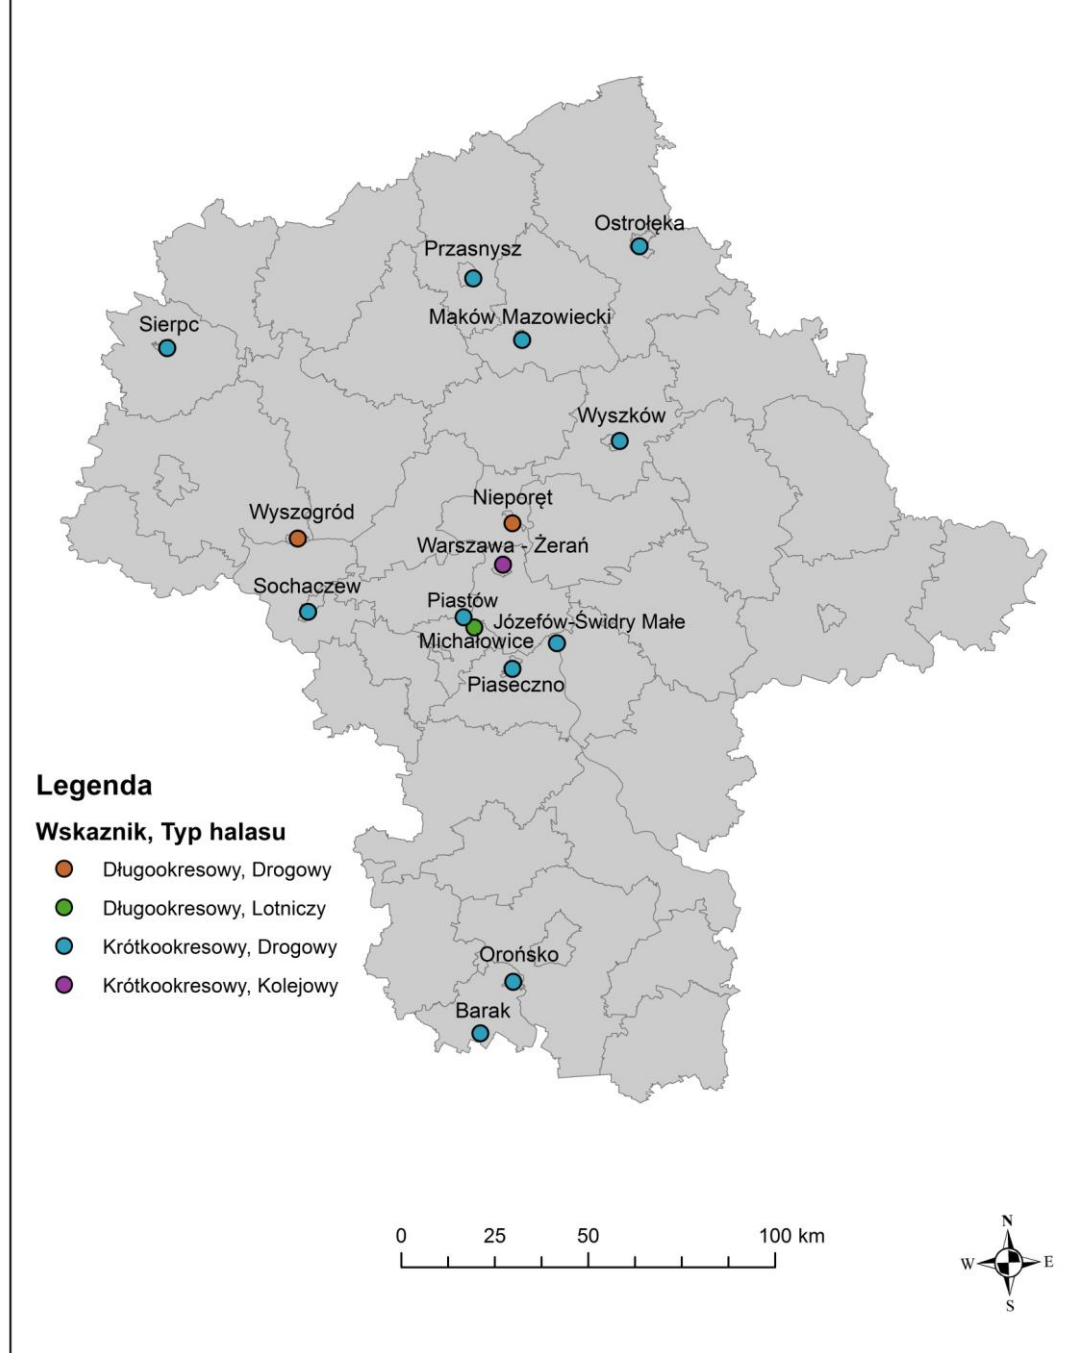 Ostrołęka
Przasnysz
Maków Mazowiecki
Sierpc
Wyszków
Nieporęt
Wyszogród
Warszawa - Żerań
Sochaczew
Piastów
Józefów-Świdry Małe
Michałowice
Piaseczno
Legenda
Wskaznik, Typ halasu
Długookresowy, Drogowy
Długookresowy, Lotniczy
Krótkookresowy, Drogowy
Krótkookresowy, Kolejowy
Orońsko
Barak
0 25 50 100 km
N
W E
S